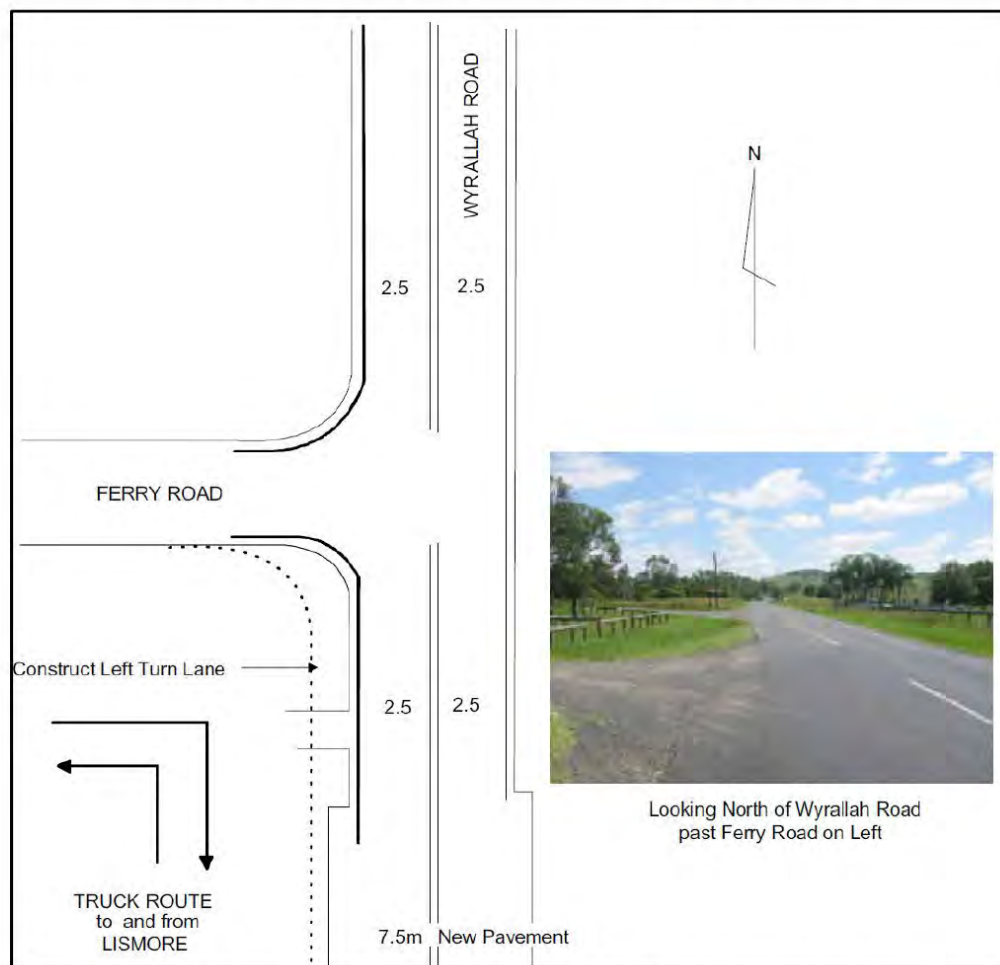 WYRALLAH ROAD
N
2.5 2.5
FERRY ROAD
Construct Left Turn Lane
2.5 2.5
Looking North of Wyrallah Road
past Ferry Road on Left
TRUCK ROUTE
to and from
LISMORE
7.5m New Pavement